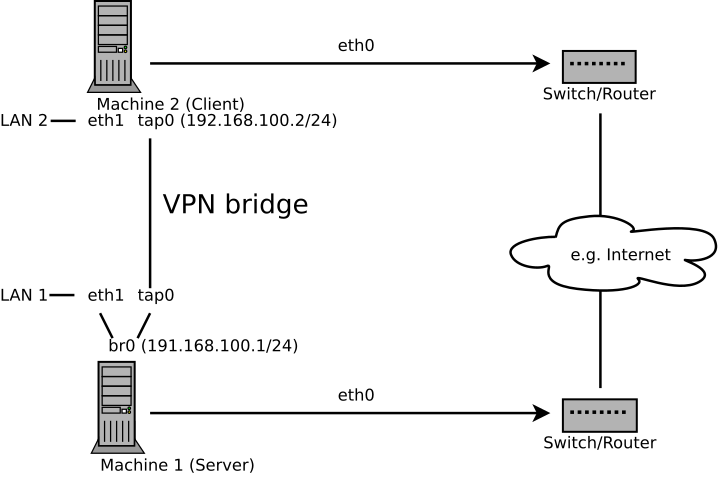 eth0
Switch/Router
Machine 2 (Client)
LAN 2 eth1 tap0 (192.168.100.2/24)
VPN bridge
e.g. Internet
LAN 1 eth1 tap0
br0 (191.168.100.1/24)
eth0
Switch/Router
Machine 1 (Server)